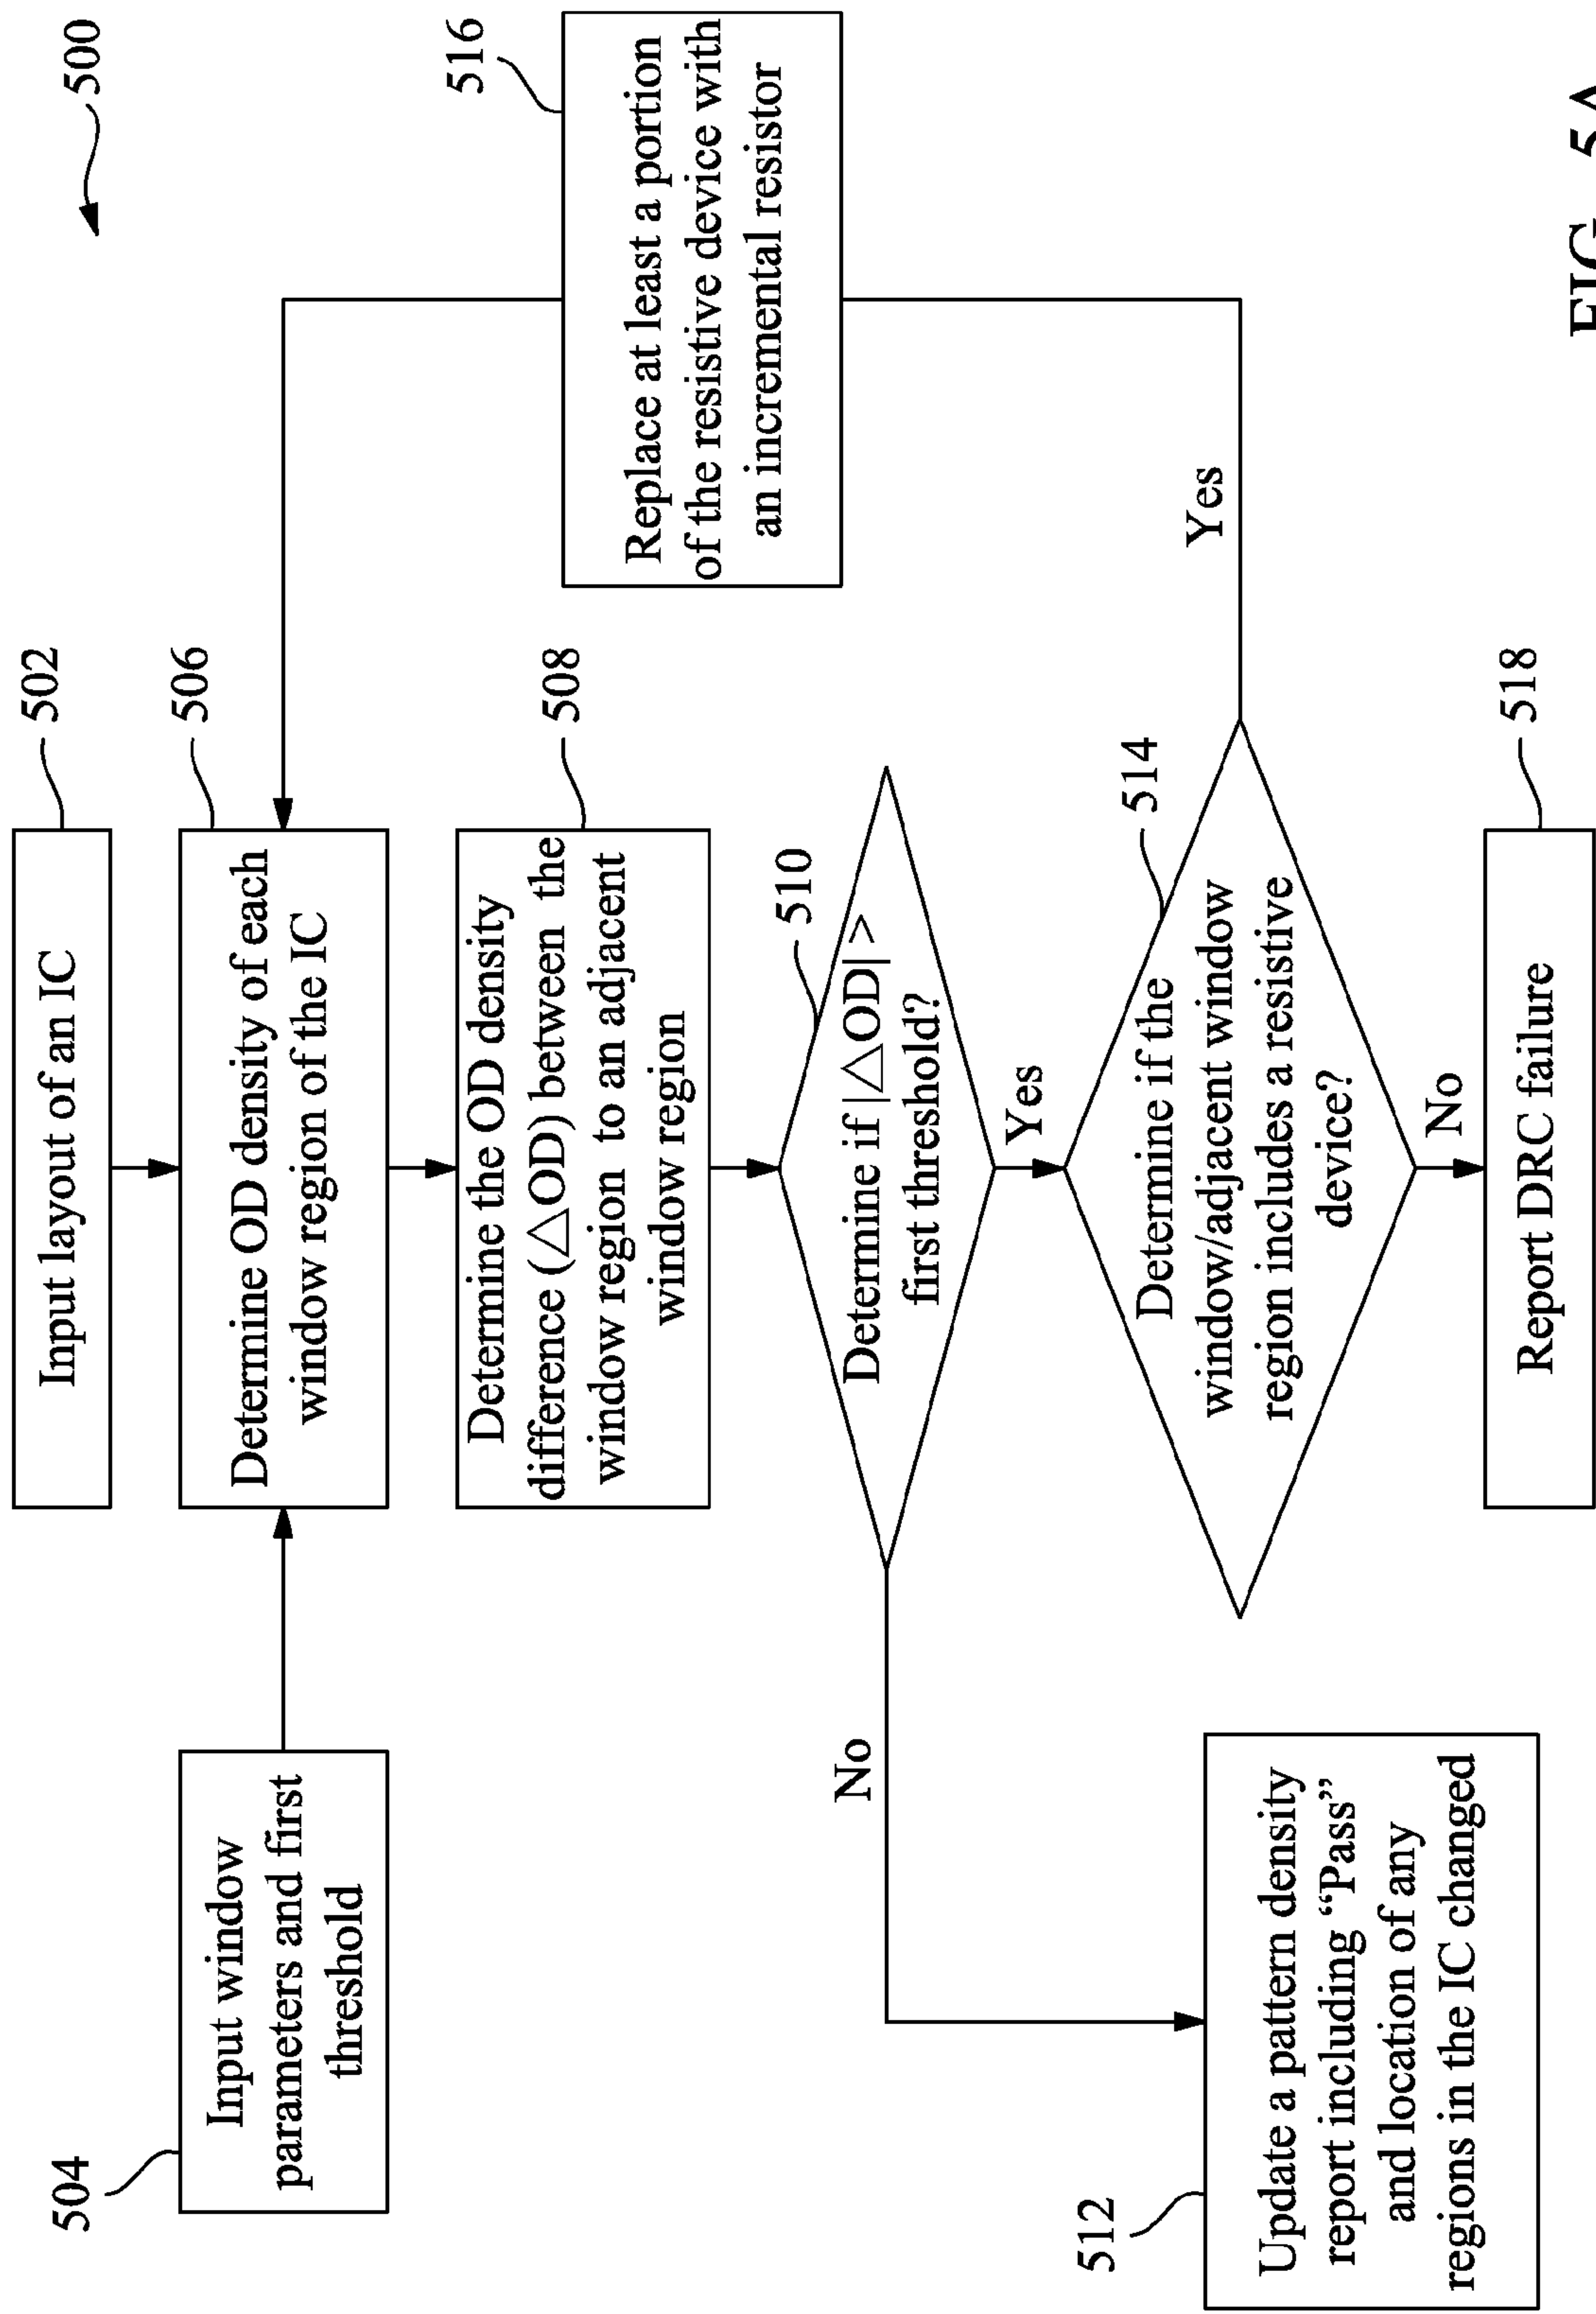 500
Input layout of an IC
502
504
Input window
parameters and first
threshold
Determine OD density of each
window region of the IC
506
Determine the OD density
difference (△OD) between the
window region to an adjacent
window region
508
510
Determine if |△OD| >
first threshold?
No
Yes
512
Update a pattern density
report including “Pass”
and location of any
regions in the IC changed
514
Determine if the
window/adjacent window
region includes a resistive
device?
Yes
No
516
Replace at least a portion
of the resistive device with
an incremental resistor
Report DRC failure
518
FIG. 5A